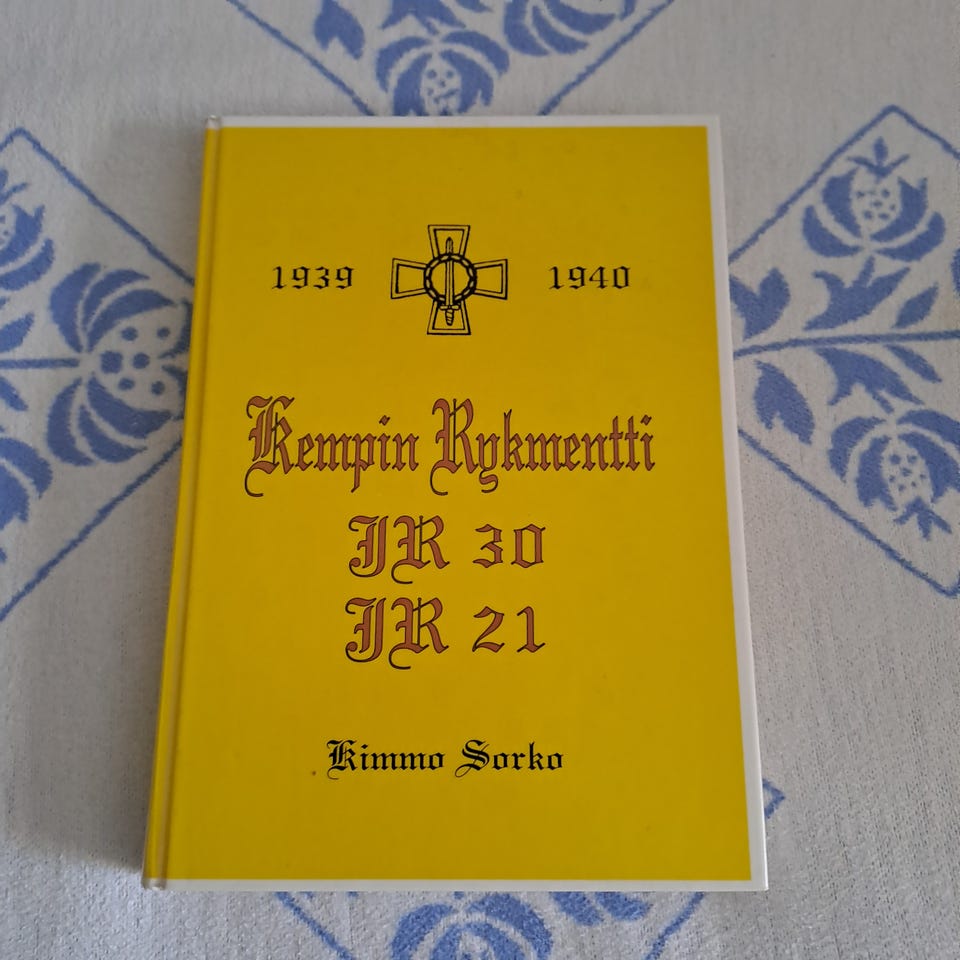 1939 1940
Kempin Rykmentti
JR 30
JR 21
Kimmo Sorko